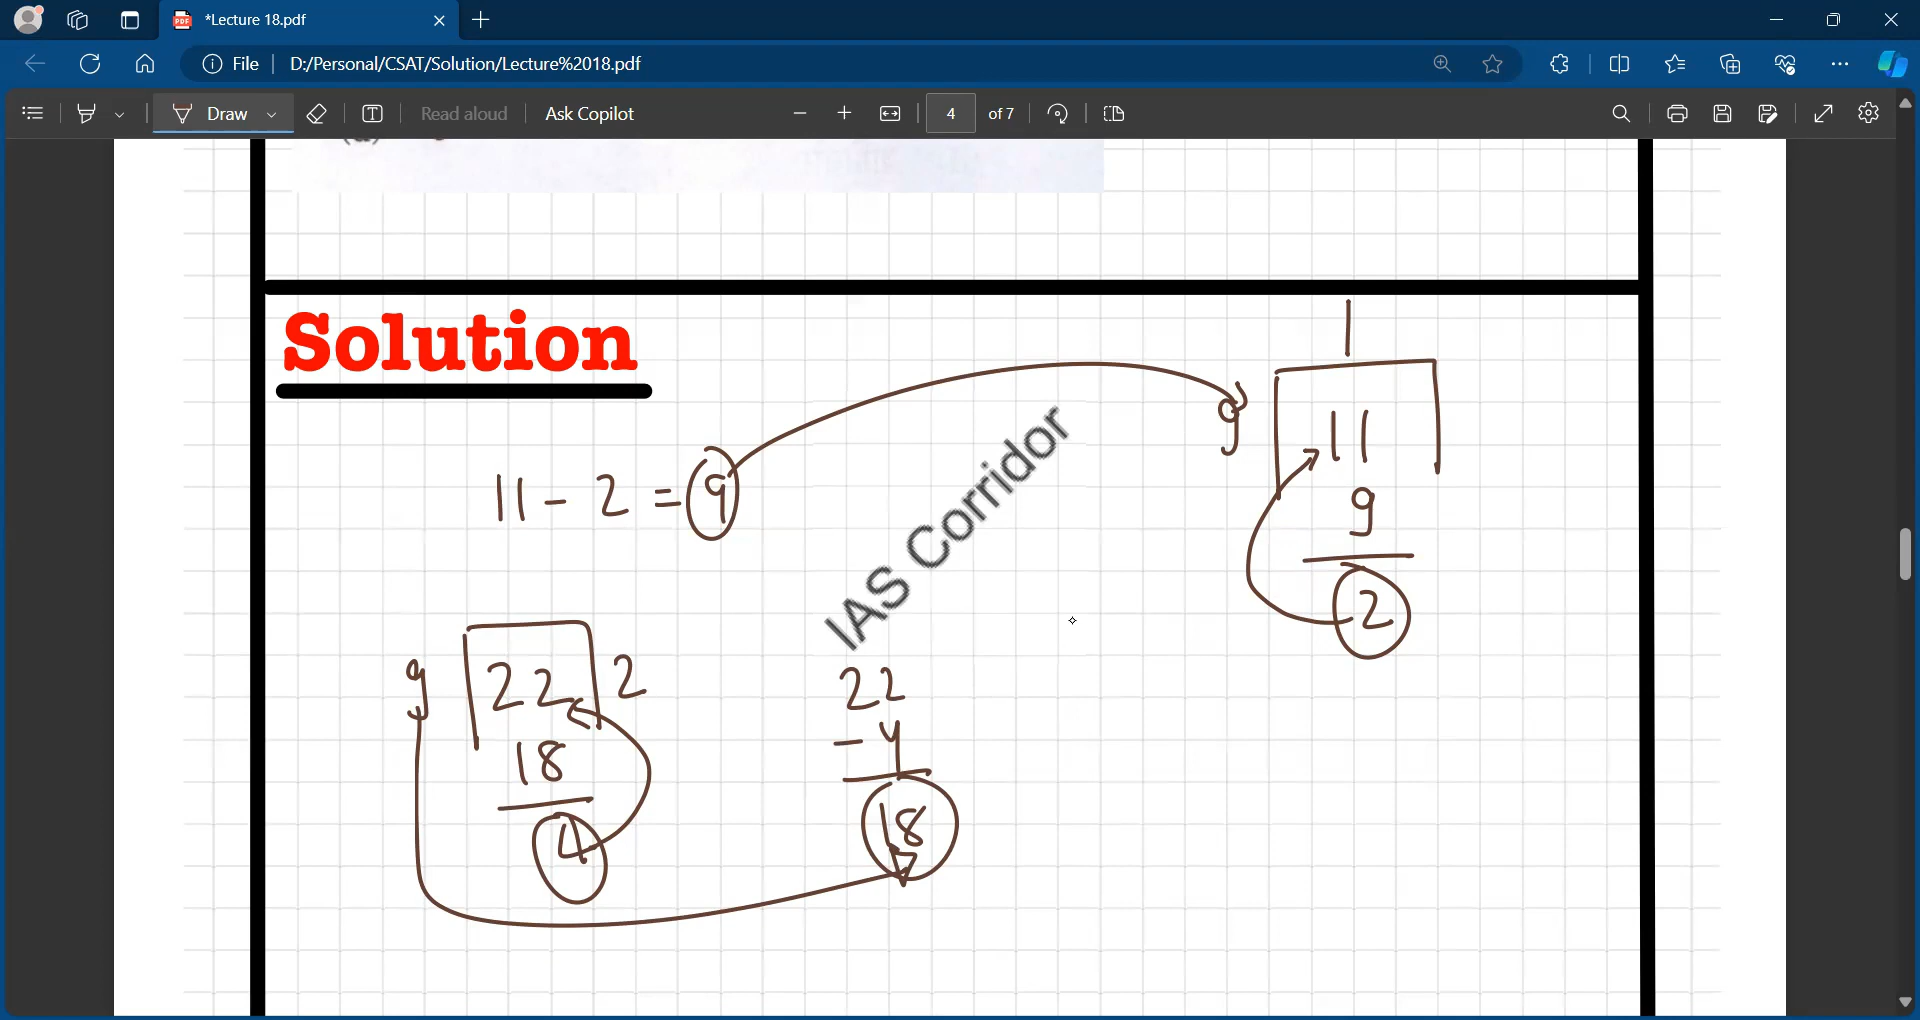 *Lecture 18.pdf
File
D:/Personal/CSAT/Solution/Lecture%2018.pdf
Draw
Read aloud
Ask Copilot
4 of 7
Solution
IAS Corridor
1
9 11
9
2
11 - 2 = 9
9 22 2
18
4
22
- 4
18